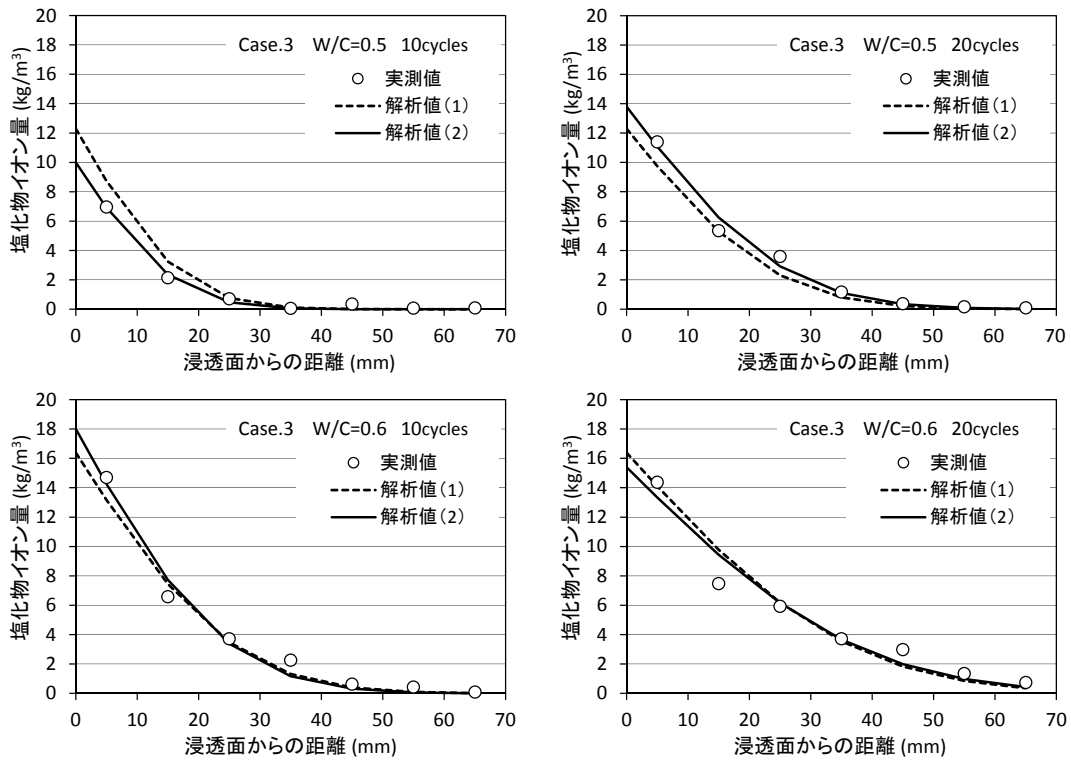 20
18
16
14
12
10
8
6
4
2
0
塩化物イオン量 (kg/m³)
Case.3 W/C=0.5 10cycles
実測値
解析値(1)
解析値(2)
0 10 20 30 40 50 60 70
浸透面からの距離 (mm)
20
18
16
14
12
10
8
6
4
2
0
塩化物イオン量 (kg/m³)
Case.3 W/C=0.5 20cycles
実測値
解析値(1)
解析値(2)
0 10 20 30 40 50 60 70
浸透面からの距離 (mm)
20
18
16
14
12
10
8
6
4
2
0
塩化物イオン量 (kg/m³)
Case.3 W/C=0.6 10cycles
実測値
解析値(1)
解析値(2)
0 10 20 30 40 50 60 70
浸透面からの距離 (mm)
20
18
16
14
12
10
8
6
4
2
0
塩化物イオン量 (kg/m³)
Case.3 W/C=0.6 20cycles
実測値
解析値(1)
解析値(2)
0 10 20 30 40 50 60 70
浸透面からの距離 (mm)